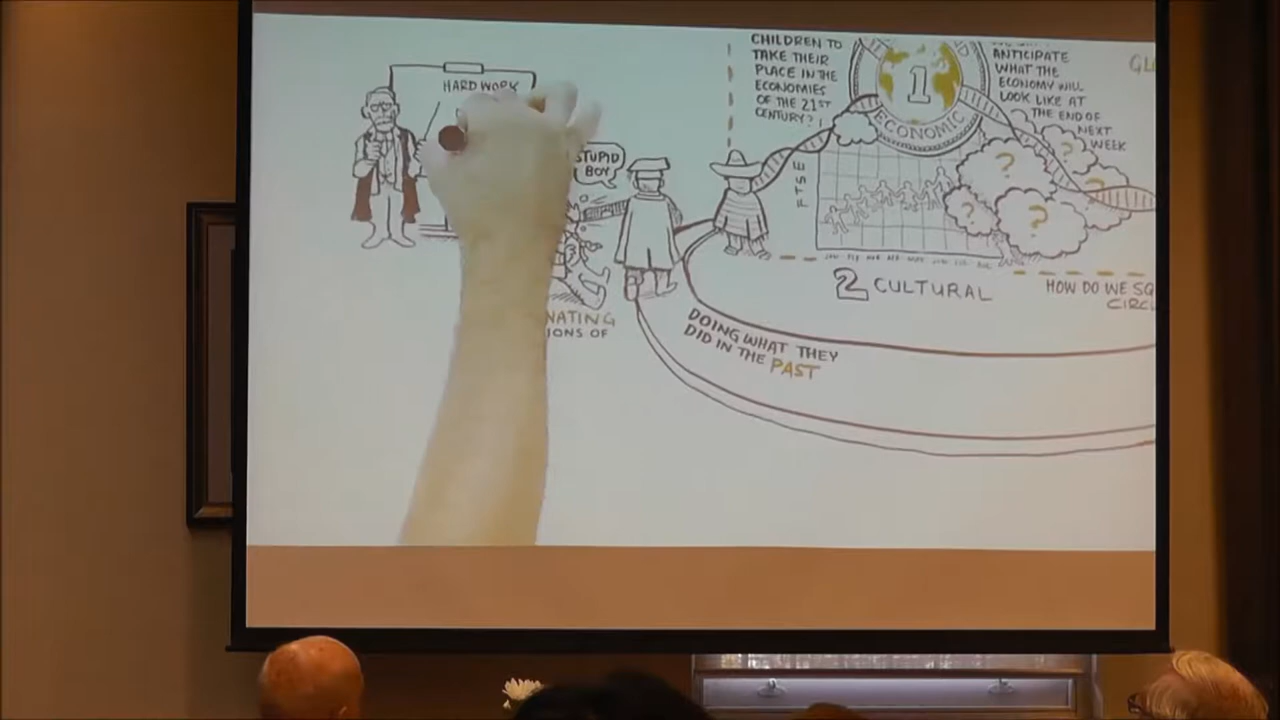 HARD WORK
STUPID
BOY
NATING
IONS OF
CHILDREN TO
TAKE THEIR
PLACE IN THE
ECONOMIES
OF THE 21ST
CENTURY?
1
ECONOMIC
ANTICIPATE
WHAT THE
ECONOMY WILL
LOOK LIKE AT
THE END OF
NEXT
WEEK
FTSE
?
?
?
?
2 CULTURAL
HOW DO WE SQ
CIRC
DOING WHAT THEY
DID IN THE PAST